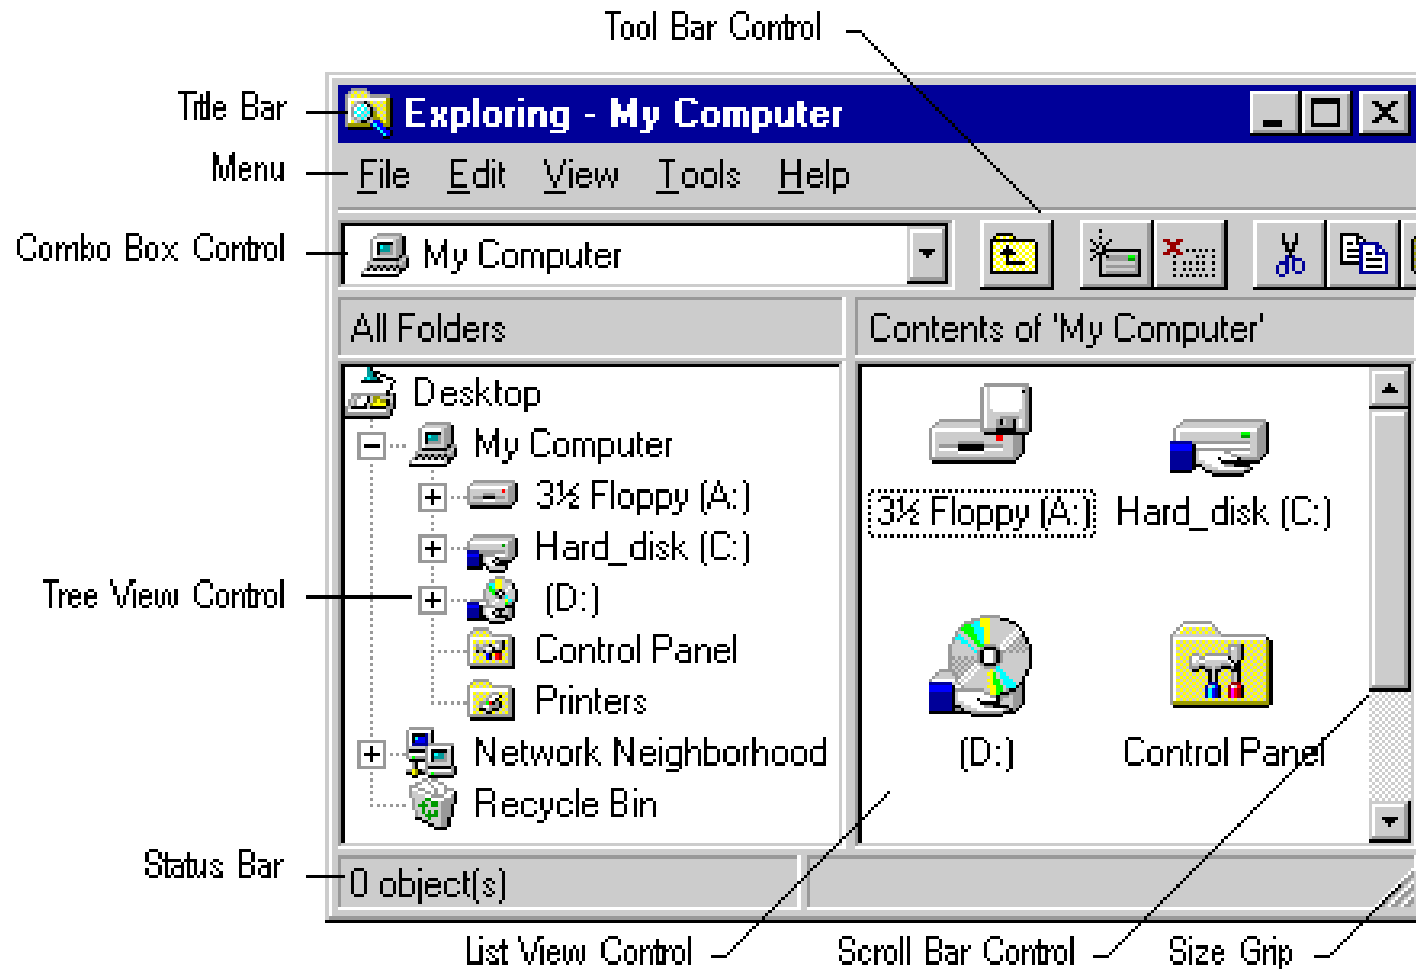 Tool Bar Control
Title Bar
Exploring - My Computer
Menu
File Edit View Tools Help
Combo Box Control
My Computer
All Folders
Contents of 'My Computer'
Desktop
My Computer
3½ Floppy (A:)
Hard_disk (C:)
(D:)
Control Panel
Printers
Network Neighborhood
Recycle Bin
3½ Floppy (A:) Hard_disk (C:)
(D:) Control Panel
Tree View Control
Status Bar
0 object(s)
List View Control
Scroll Bar Control
Size Grip